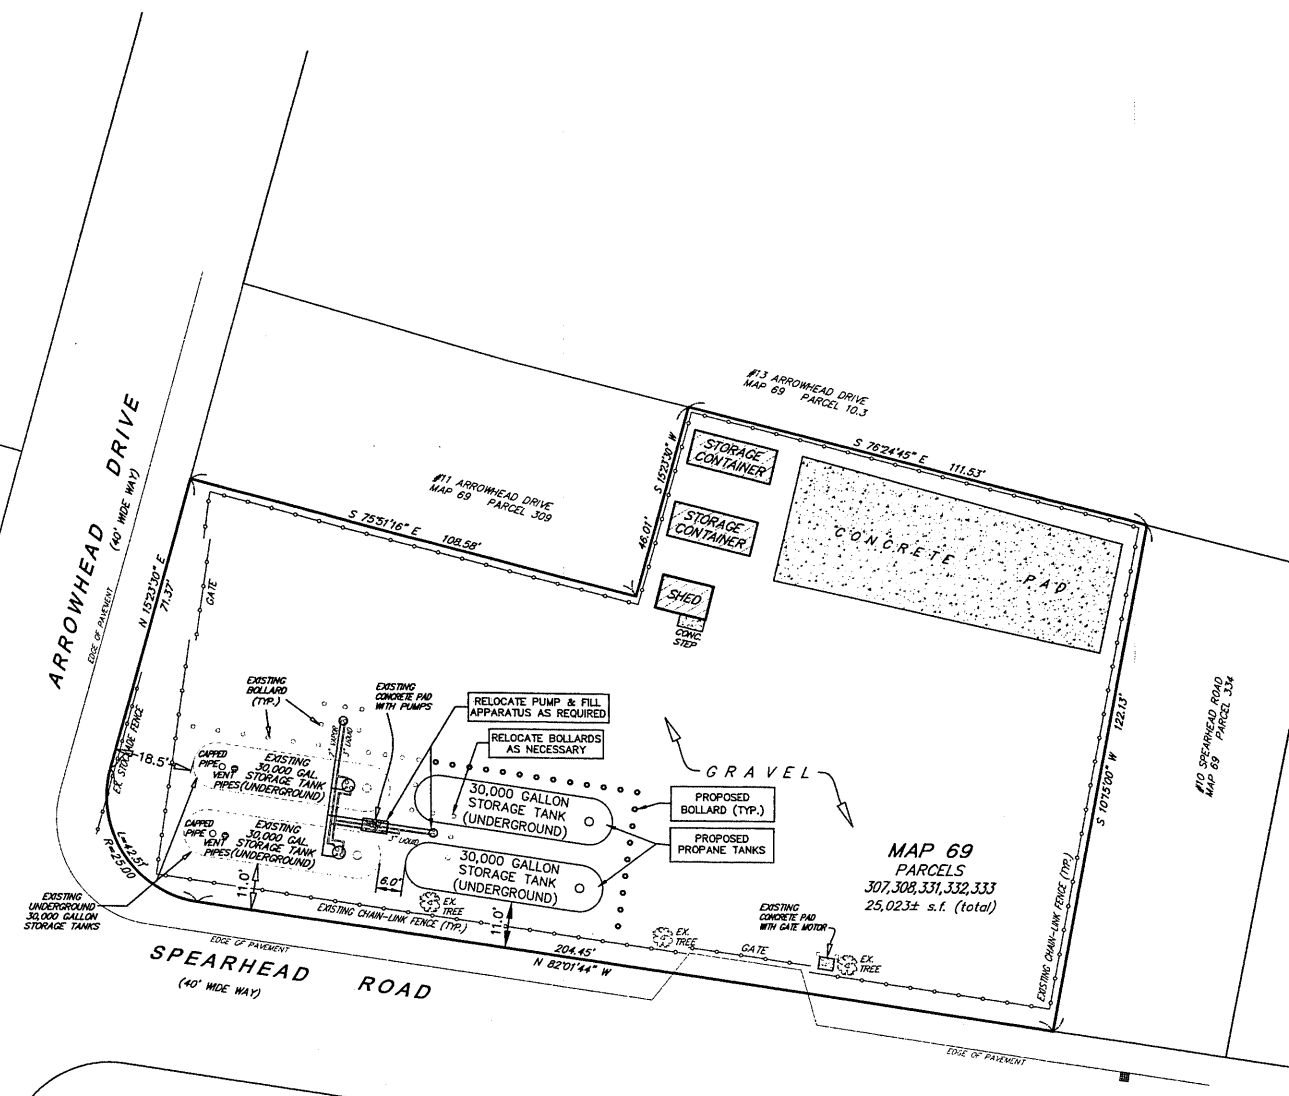 #13 ARROWHEAD DRIVE
MAP 69 PARCEL 10.3
S 76°24'45" E 111.53'
STORAGE
CONTAINER
S 15°23'30" W
46.01'
STORAGE
CONTAINER
CONCRETE PAD
SHED
CONC.
STEP
#11 ARROWHEAD DRIVE
MAP 69 PARCEL 309
S 75°51'16" E 108.58'
ARROWHEAD DRIVE
(40' WIDE WAY)
EDGE OF PAVEMENT
N 15°23'30" E
71.37'
GATE
EX. STOCKADE FENCE
18.5'
L=42.51'
R=25.00
EXISTING
BOLLARD
(TYP.)
EXISTING
CONCRETE PAD
WITH PUMPS
RELOCATE PUMP & FILL
APPARATUS AS REQUIRED
RELOCATE BOLLARDS
AS NECESSARY
2" VAPOR
3" LIQUID
CAPPED
PIPE
VENT
PIPES
EXISTING
30,000 GAL.
STORAGE TANK
(UNDERGROUND)
CAPPED
PIPE
VENT
PIPES
EXISTING
30,000 GAL.
STORAGE TANK
(UNDERGROUND)
3" LIQUID
30,000 GALLON
STORAGE TANK
(UNDERGROUND)
30,000 GALLON
STORAGE TANK
(UNDERGROUND)
PROPOSED
BOLLARD (TYP.)
PROPOSED
PROPANE TANKS
GRAVEL
MAP 69
PARCELS
307,308,331,332,333
25,023± s.f. (total)
#10 SPEARHEAD ROAD
MAP 69 PARCEL 334
S 10°15'00" W 122.13'
EXISTING CHAIN-LINK FENCE (TYP.)
EXISTING
UNDERGROUND
30,000 GALLON
STORAGE TANKS
11.0'
6.0'
11.0'
EX.
TREE
EXISTING CHAIN-LINK FENCE (TYP.)
EX.
TREE
GATE
EXISTING
CONCRETE PAD
WITH GATE MOTOR
EX.
TREE
204.45'
N 82°01'44" W
EDGE OF PAVEMENT
SPEARHEAD ROAD
(40' WIDE WAY)
EDGE OF PAVEMENT